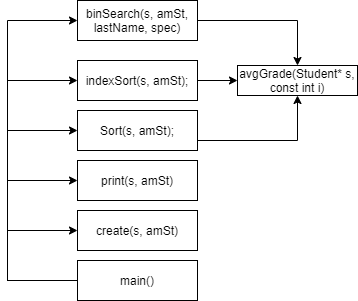 binSearch(s, amSt,
lastName, spec)
indexSort(s, amSt);
avgGrade(Student* s,
const int i)
Sort(s, amSt);
print(s, amSt)
create(s, amSt)
main()